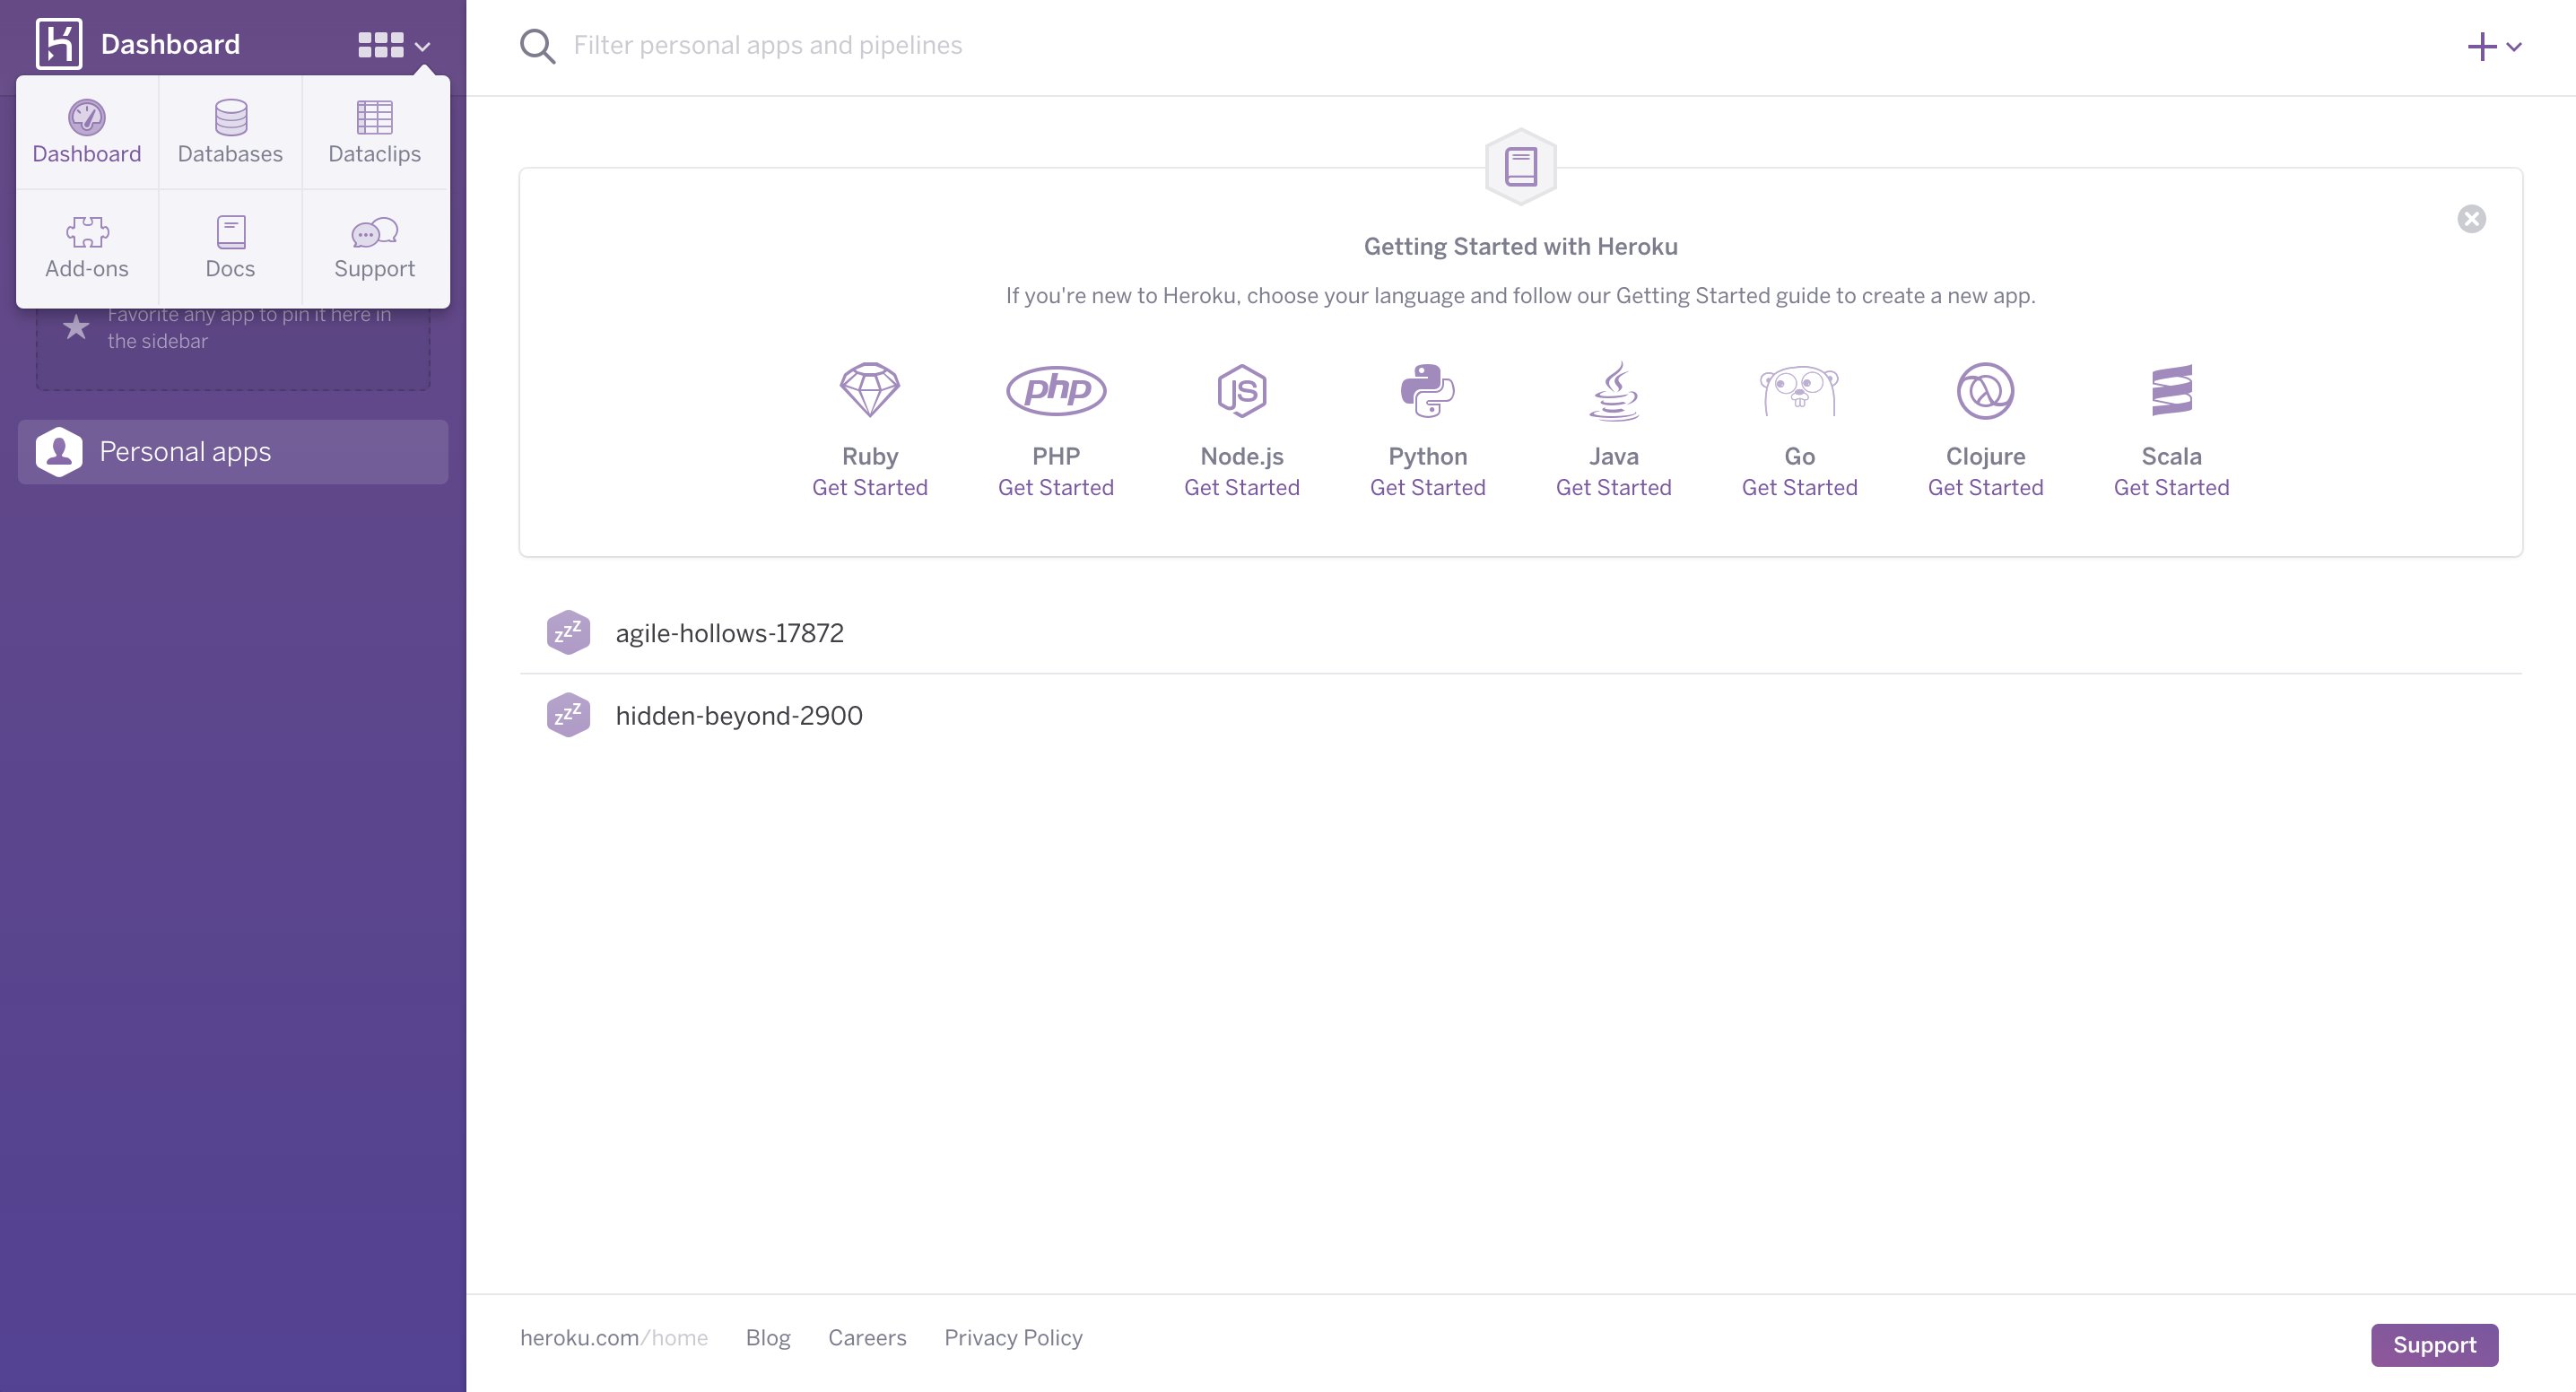 Dashboard
Filter personal apps and pipelines
Dashboard
Databases
Dataclips
Add-ons
Docs
Support
Favorite any app to pin it here in
the sidebar
Personal apps
Getting Started with Heroku
If you're new to Heroku, choose your language and follow our Getting Started guide to create a new app.
php
JS
Ruby
Get Started
PHP
Get Started
Node.js
Get Started
Python
Get Started
Java
Get Started
Go
Get Started
Clojure
Get Started
Scala
Get Started
zzZ
agile-hollows-17872
zzZ
hidden-beyond-2900
heroku.com/home
Blog
Careers
Privacy Policy
Support